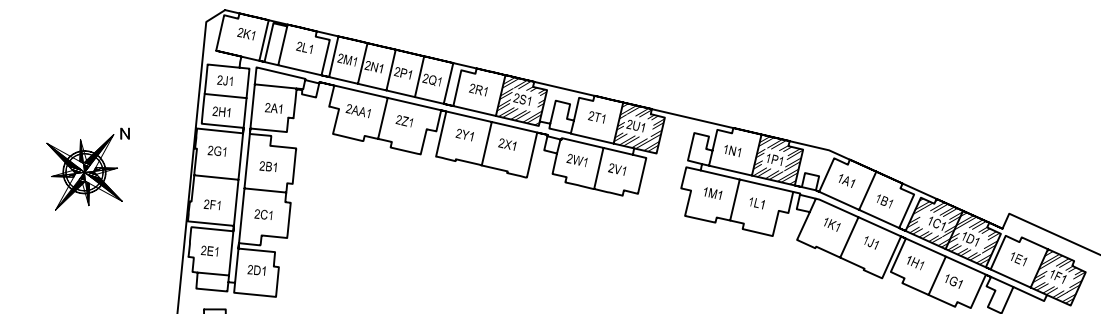 2K1
2L1
2M1
2N1
2P1
2Q1
2R1
2S1
2T1
2U1
1N1
1P1
1A1
1B1
1C1
1D1
1E1
1F1
2J1
2H1
2A1
2AA1
2Z1
2Y1
2X1
2W1
2V1
1M1
1L1
1K1
1J1
1H1
1G1
N
2G1
2B1
2F1
2C1
2E1
2D1